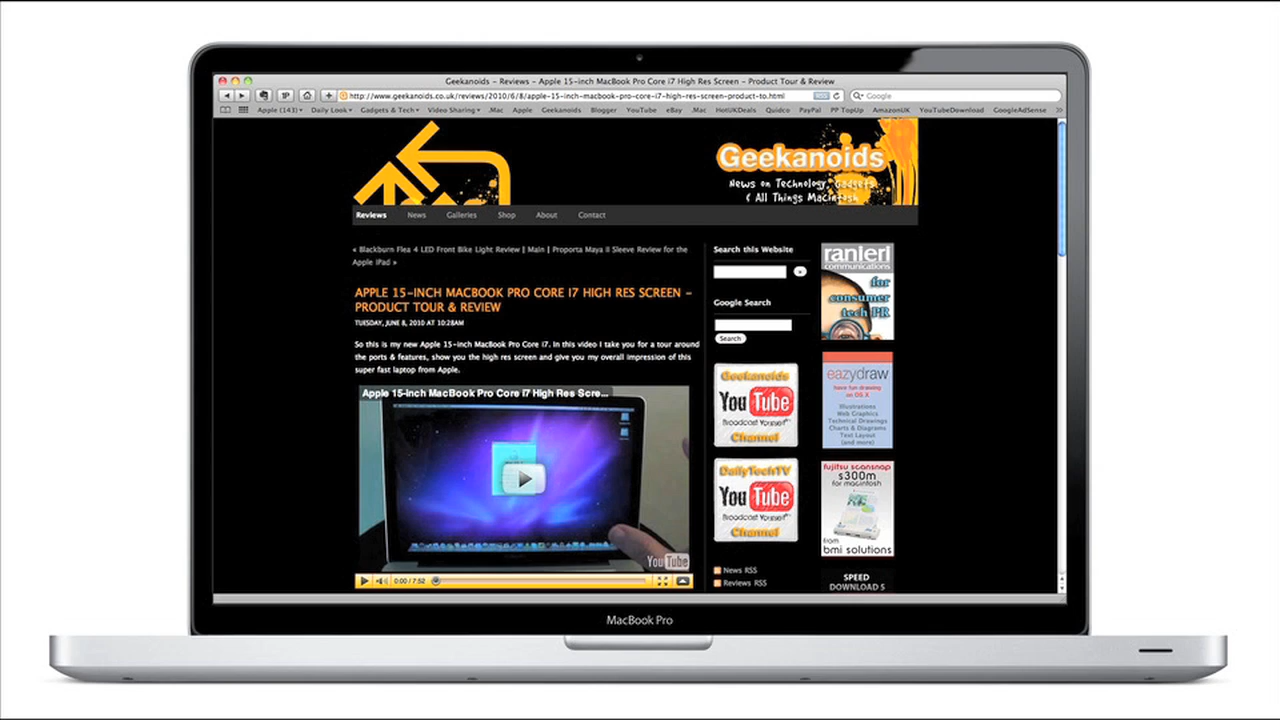 Geekanoids - Reviews - Apple 15-inch MacBook Pro Core i7 High Res Screen - Product Tour & Review
http://www.geekanoids.co.uk/reviews/2010/6/8/apple-15-inch-macbook-pro-core-i7-high-res-screen-product-to.html
Google
Apple (143) Daily Look Gadgets & Tech Video Sharing .Mac Apple Geekanoids Blogger YouTube eBay .Mac HotUKDeals Quidco PayPal PP TopUp AmazonUK YouTubeDownload GoogleAdSense >>
Geekanoids
News on Technology, Gadgets
& All Things Macintosh
Reviews News Galleries Shop About Contact
« Blackburn Flea 4 LED Front Bike Light Review | Main | Proporta Maya II Sleeve Review for the
Apple iPad »
APPLE 15-INCH MACBOOK PRO CORE I7 HIGH RES SCREEN -
PRODUCT TOUR & REVIEW
TUESDAY, JUNE 8, 2010 AT 10:28AM
So this is my new Apple 15-inch MacBook Pro Core i7. In this video I take you for a tour around
the ports & features, show you the high res screen and give you my overall impression of this
super fast laptop from Apple.
Apple 15-inch MacBook Pro Core i7 High Res Scre...
YouTube
0:00 / 7:52
Search this Website
Google Search
Search
Geekanoids
YouTube
Broadcast Yourself
Channel
DailyTechTV
YouTube
Broadcast Yourself
Channel
News RSS
Reviews RSS
ranieri
communications
for
consumer
tech PR
eazydraw
have fun drawing
on OS X
Illustrations
Web Graphics
Technical Drawings
Charts & Diagrams
Text Layout
(and more)
fujitsu scansnap
s300m
for macintosh
from
bmi solutions
SPEED
DOWNLOAD 5
MacBook Pro